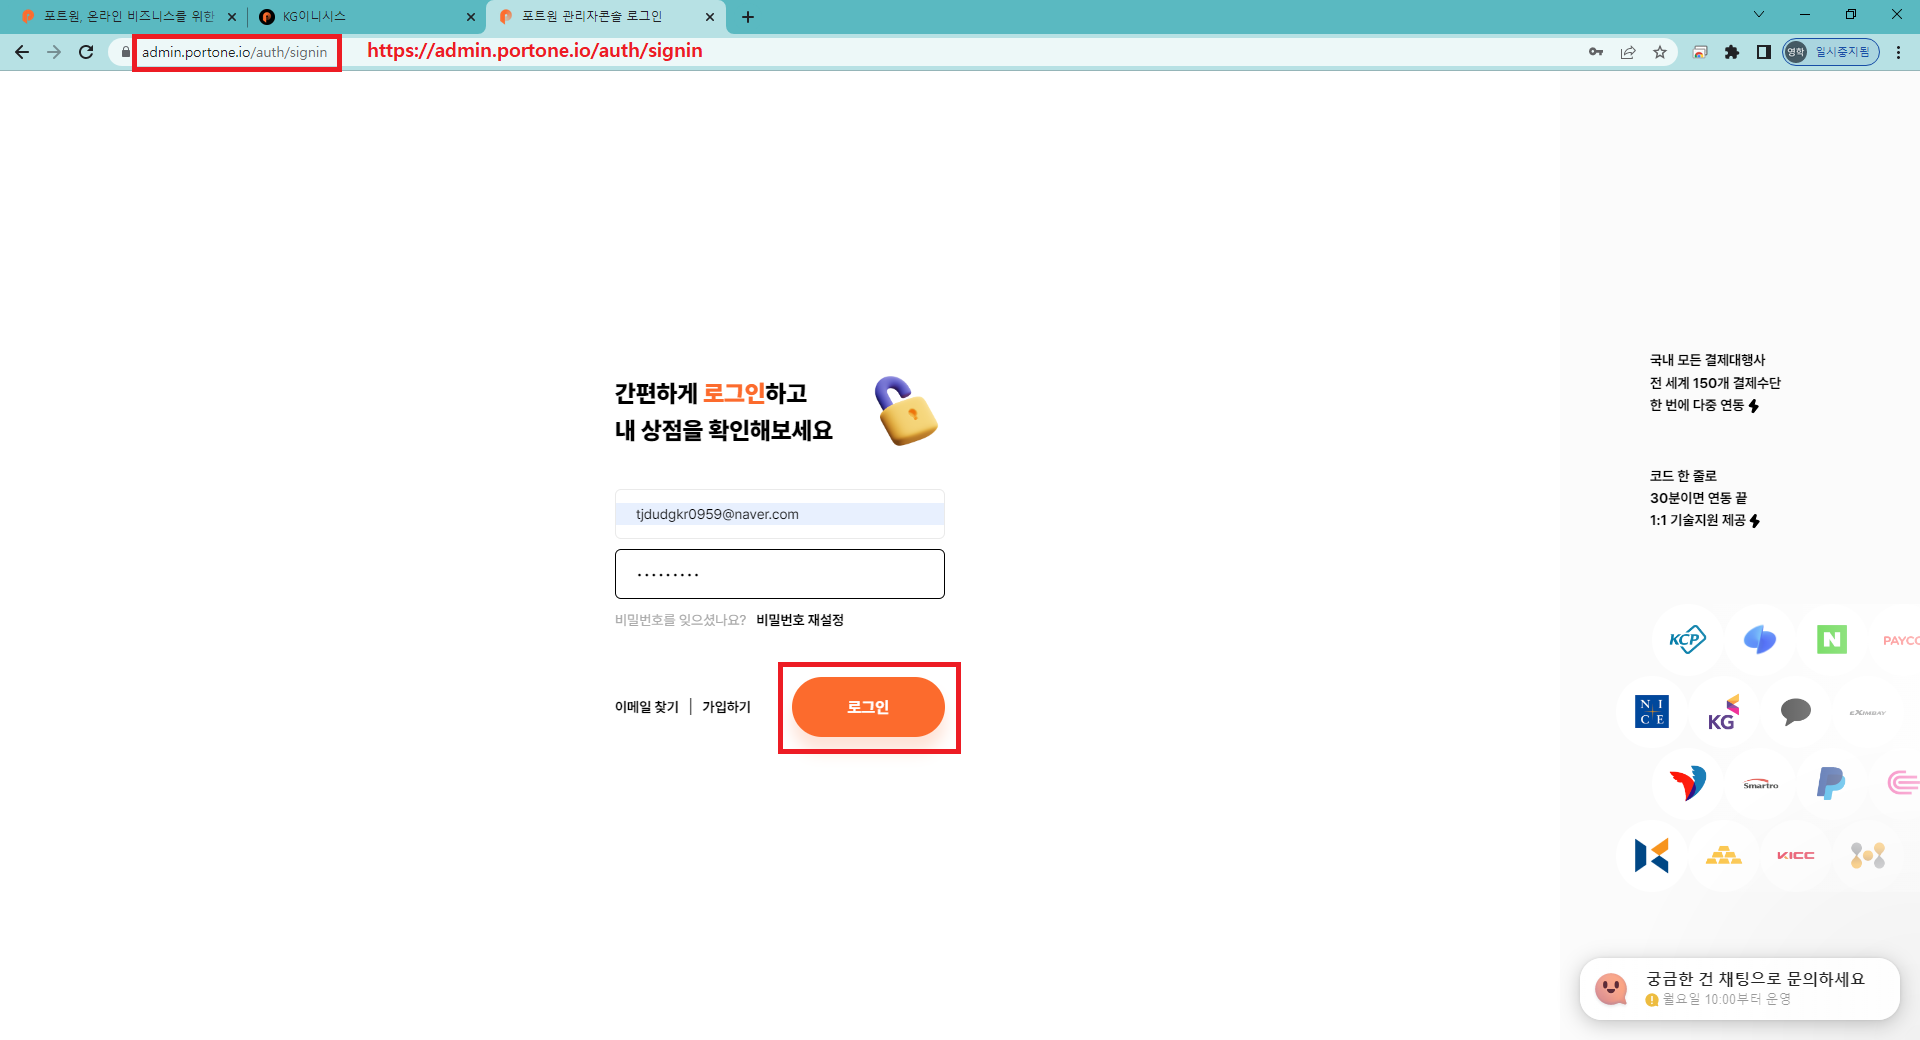 포트원, 온라인 비즈니스를 위한
KG이니시스
포트원 관리자콘솔 로그인
admin.portone.io/auth/signin
https://admin.portone.io/auth/signin
영학
일시중지됨
간편하게 로그인하고
내 상점을 확인해보세요
tjdudgkr0959@naver.com
•••••••••
비밀번호를 잊으셨나요? 비밀번호 재설정
이메일 찾기 | 가입하기
로그인
국내 모든 결제대행사
전 세계 150개 결제수단
한 번에 다중 연동
코드 한 줄로
30분이면 연동 끝
1:1 기술지원 제공
KCP
N
PAYCO
NICE
KG
EXIMBAY
Smartro
KICC
궁금한 건 채팅으로 문의하세요
월요일 10:00부터 운영